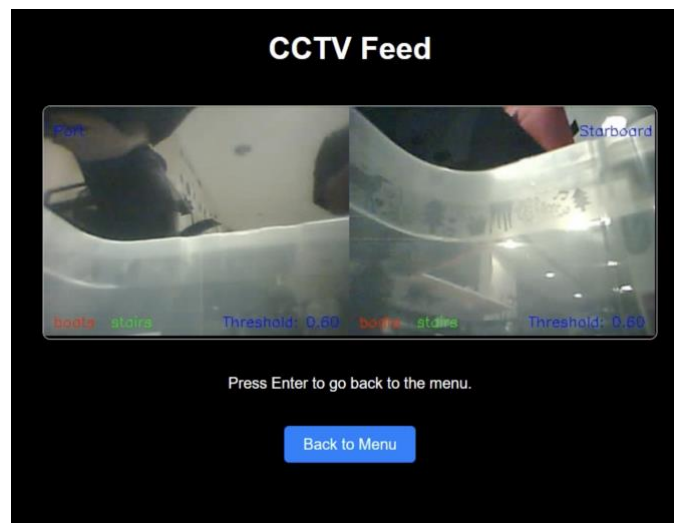 CCTV Feed
Port
Starboard
boats stairs
Threshold: 0.60
boats stairs
Threshold: 0.60
Press Enter to go back to the menu.
Back to Menu